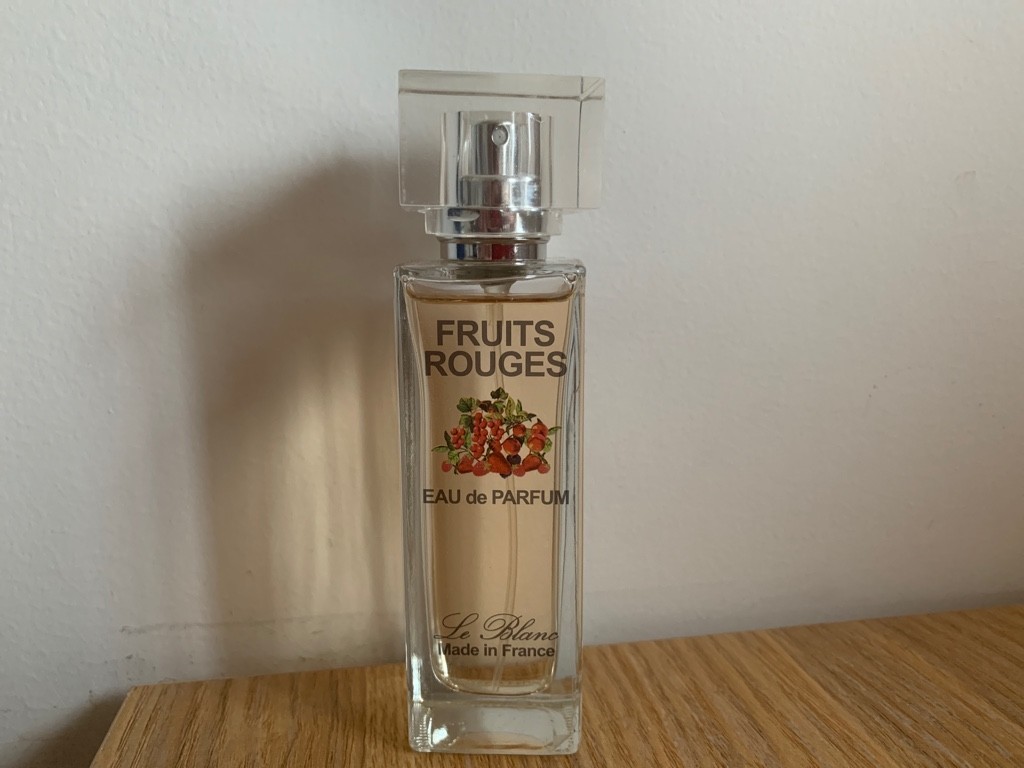 FRUITS
ROUGES
EAU de PARFUM
Le Blanc
Made in France